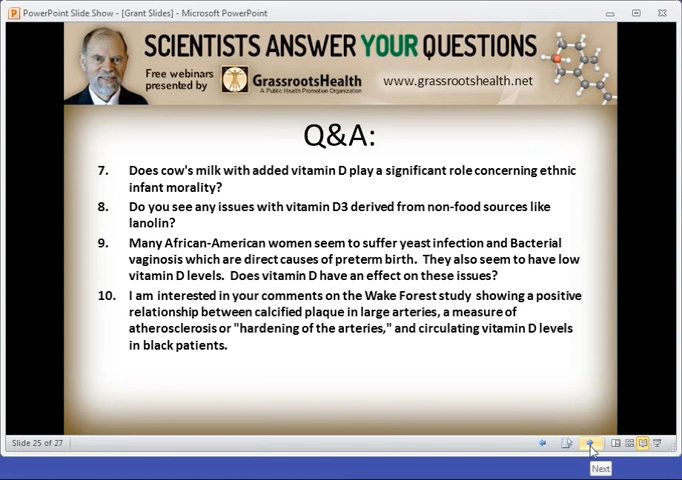 PowerPoint Slide Show - [Grant Slides] - Microsoft PowerPoint
SCIENTISTS ANSWER YOUR QUESTIONS
Free webinars
presented by
GrassrootsHealth
A Public Health Promotion Organization
www.grassrootshealth.net
Q&A:
7. Does cow's milk with added vitamin D play a significant role concerning ethnic
infant morality?
8. Do you see any issues with vitamin D3 derived from non-food sources like
lanolin?
9. Many African-American women seem to suffer yeast infection and Bacterial
vaginosis which are direct causes of preterm birth. They also seem to have low
vitamin D levels. Does vitamin D have an effect on these issues?
10. I am interested in your comments on the Wake Forest study showing a positive
relationship between calcified plaque in large arteries, a measure of
atherosclerosis or "hardening of the arteries," and circulating vitamin D levels
in black patients.
Slide 25 of 27
Next